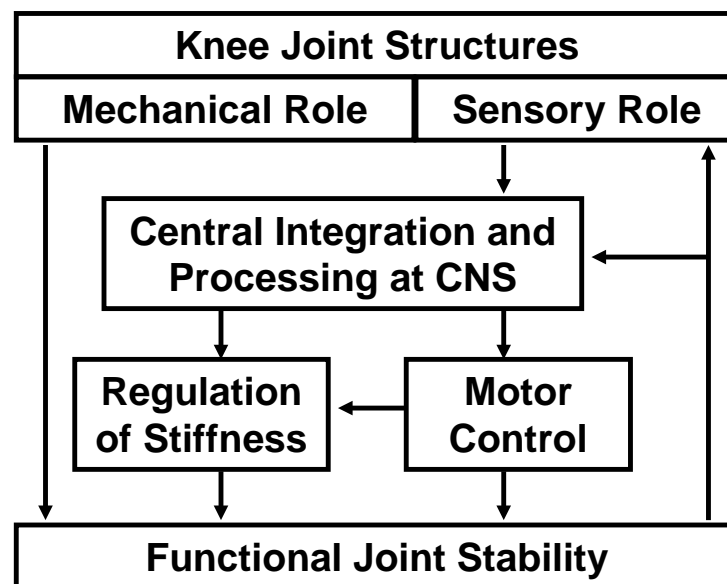 Knee Joint Structures
Mechanical Role
Sensory Role
Central Integration and
Processing at CNS
Regulation
of Stiffness
Motor
Control
Functional Joint Stability